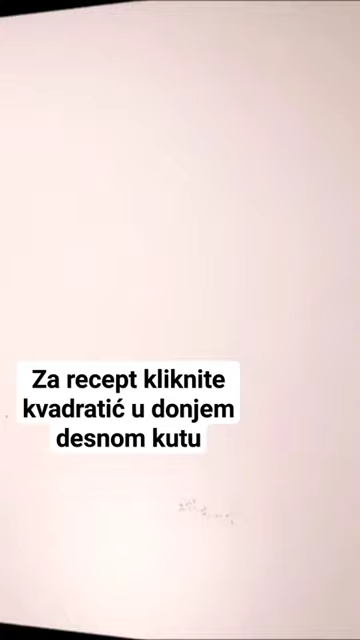 Za recept kliknite
kvadratić u donjem
desnom kutu